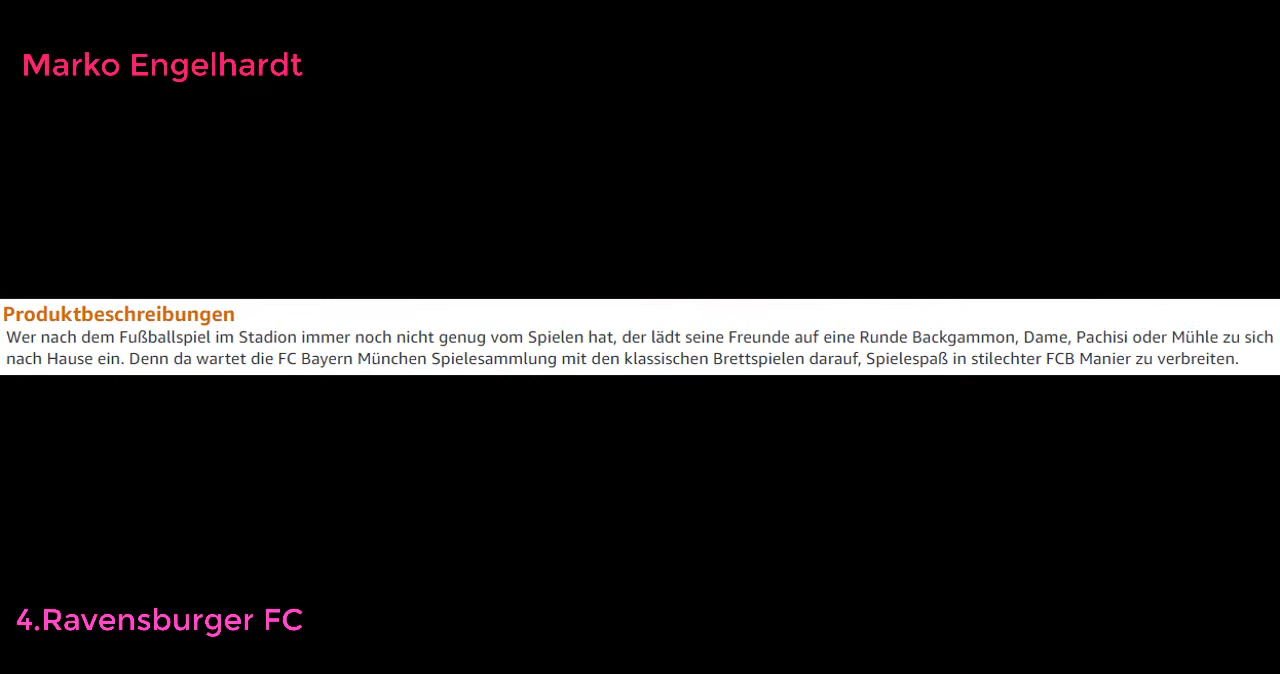 Marko Engelhardt
Produktbeschreibungen
Wer nach dem Fußballspiel im Stadion immer noch nicht genug vom Spielen hat, der lädt seine Freunde auf eine Runde Backgammon, Dame, Pachisi oder Mühle zu sich
nach Hause ein. Denn da wartet die FC Bayern München Spielesammlung mit den klassischen Brettspielen darauf, Spielespaß in stilechter FCB Manier zu verbreiten.
4.Ravensburger FC